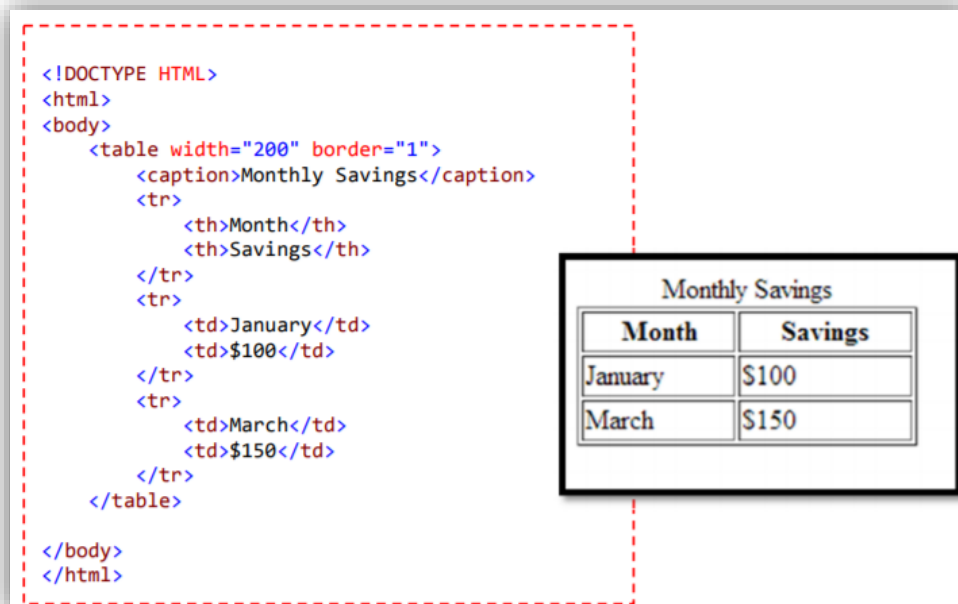 <!DOCTYPE HTML>
<html>
<body>
<table width="200" border="1">
<caption>Monthly Savings</caption>
<tr>
<th>Month</th>
<th>Savings</th>
</tr>
<tr>
<td>January</td>
<td>$100</td>
</tr>
<tr>
<td>March</td>
<td>$150</td>
</tr>
</table>
</body>
</html>
Monthly Savings
Month Savings
January $100
March $150